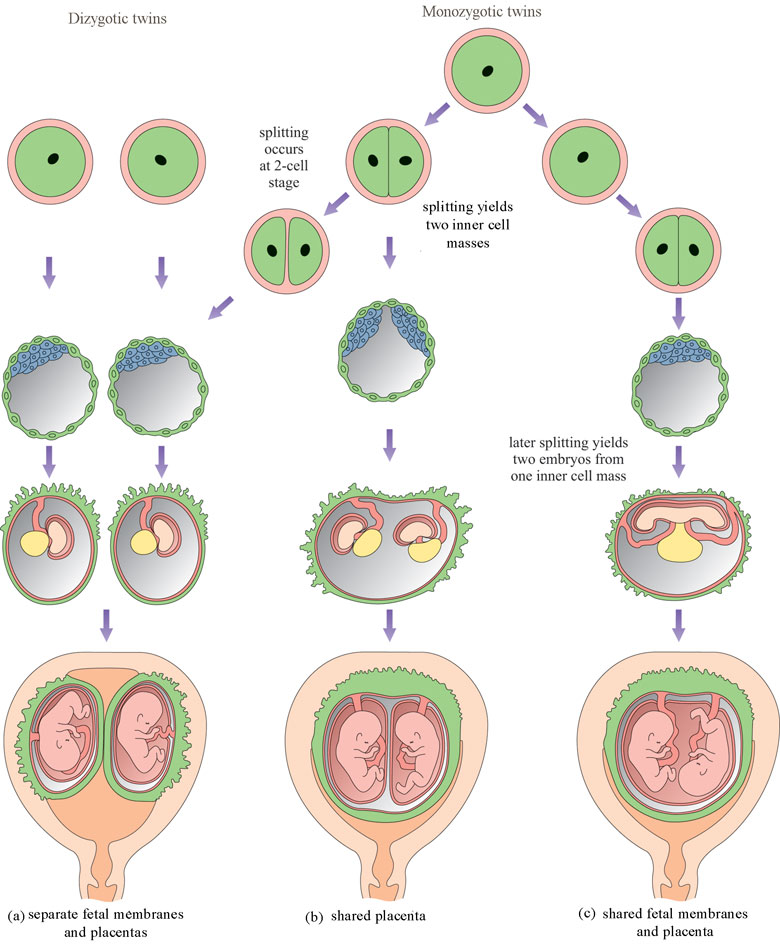 Dizygotic twins
Monozygotic twins
splitting
occurs
at 2-cell
stage
splitting yields
two inner cell
masses
later splitting yields
two embryos from
one inner cell mass
(a) separate fetal membranes
and placentas
(b) shared placenta
(c) shared fetal membranes
and placenta